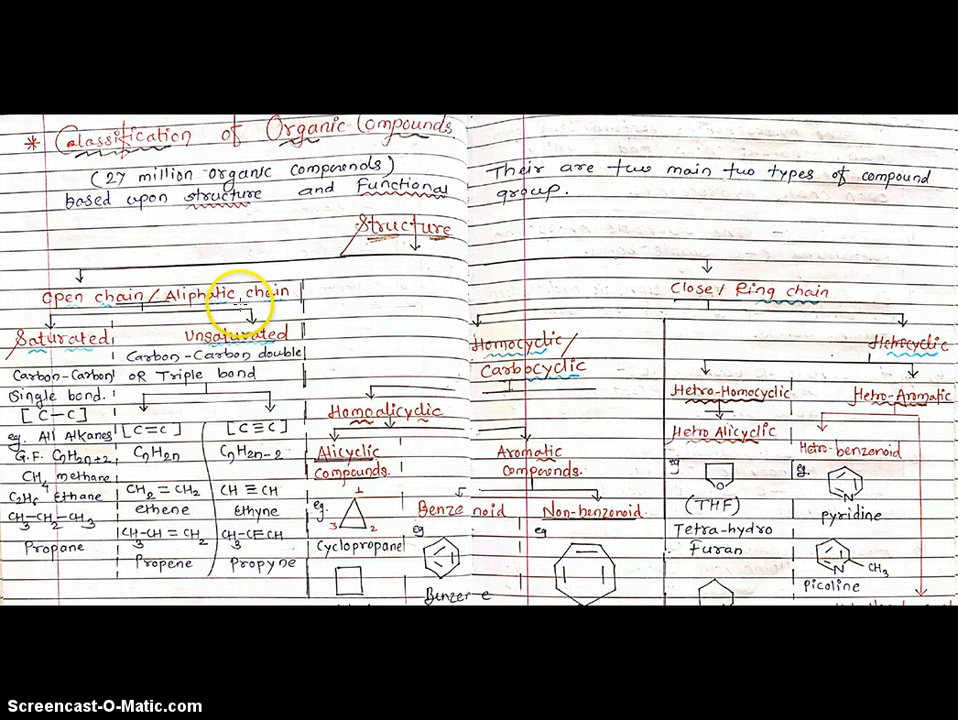 * Calassification of Organic Compounds
(27 million organic compounds) Their are two main two types of compound
based upon structure and Functional group.
Structure
Open chain / Aliphatic chain
Close / Ring chain
Saturated
Unsaturated
Homocyclic /
Carbocyclic
Hetrocyclic
Carbon-Carbon
Single bond.
[C-C]
eg. All Alkanes
G.F. CnH2n+2
CH4 methane
C2H6 Ethane
CH3-CH2-CH3
Propane
Carbon-Carbon double
OR Triple bond
[C=C]
CnH2n
CH2=CH2
ethene
CH3-CH=CH2
Propene
[C≡C]
CnH2n-2
CH≡CH
Ethyne
CH3-C≡CH
Propyne
Homoalicyclic
Alicyclic
Compounds.
eg.
1
3 2
Cyclopropane
Aromatic
Compounds.
Benzenoid
eg
Benzene
Non-benzenoid
eg
Hetro-Homocyclic
Hetro Alicyclic
eg
O
(THF)
Tetra-hydro
Furan
Hetro-Aromatic
Hetro-benzenoid
eg.
N
pyridine
N
CH3
Picoline
Screencast-O-Matic.com